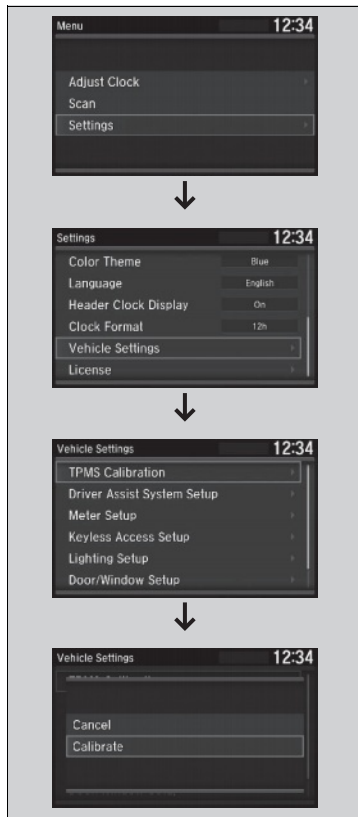 Menu 12:34
Adjust Clock
Scan
Settings
Settings 12:34
Color Theme Blue
Language English
Header Clock Display On
Clock Format 12h
Vehicle Settings
License
Vehicle Settings 12:34
TPMS Calibration
Driver Assist System Setup
Meter Setup
Keyless Access Setup
Lighting Setup
Door/Window Setup
Vehicle Settings 12:34
Cancel
Calibrate